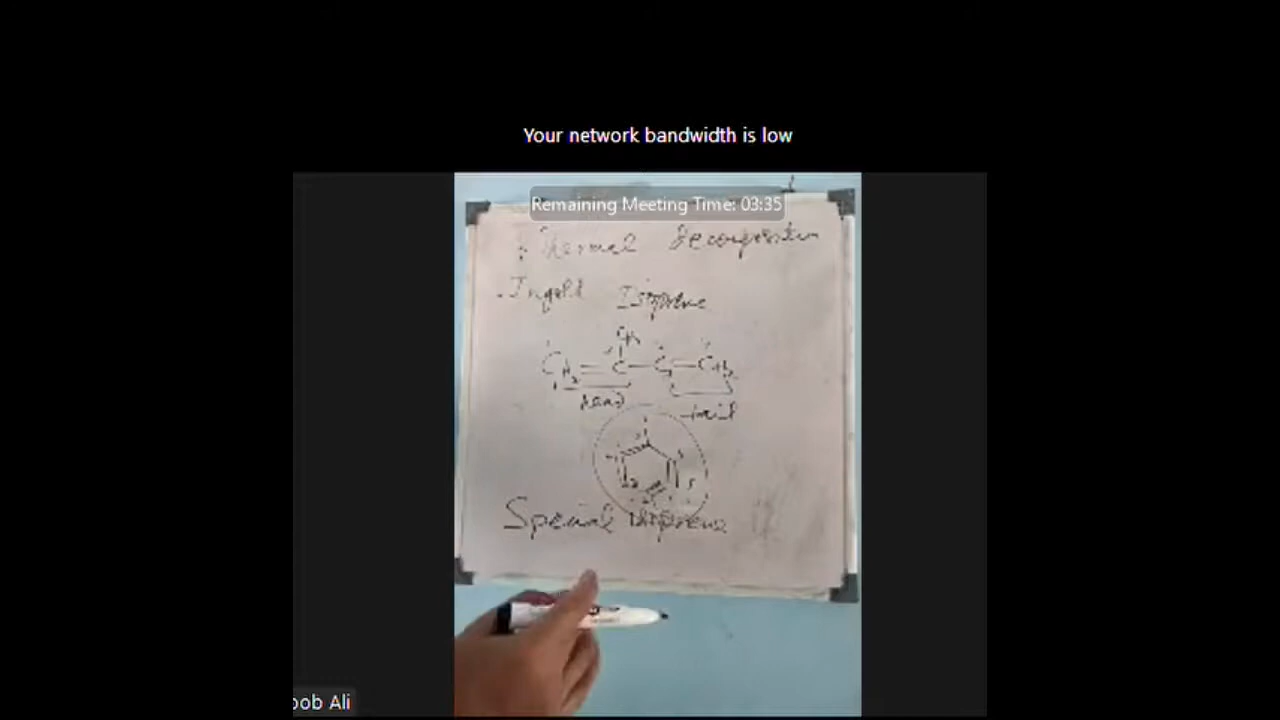 Your network bandwidth is low
Remaining Meeting Time: 03:35
Thermal Decomposition
Ingold Isoprene
CH3
CH2 = C - C = CH2
head
tail
Special isoprene
oob Ali